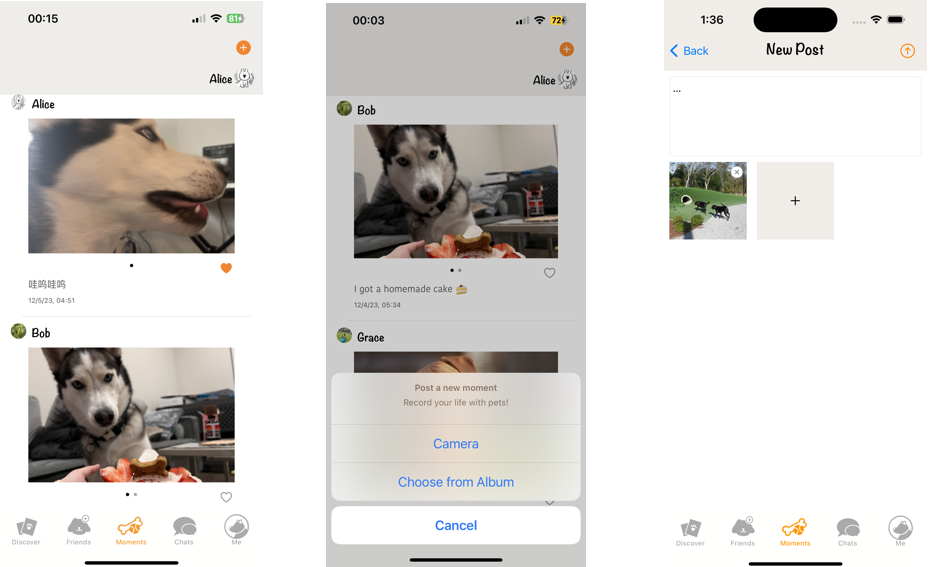 00:15
81
Alice
Alice
哇呜哇呜
12/5/23, 04:51
Bob
Discover
Friends
Moments
Chats
Me
00:03
72
Alice
Bob
I got a homemade cake 🍰
12/4/23, 05:34
Grace
Post a new moment
Record your life with pets!
Camera
Choose from Album
Cancel
1:36
Back
New Post
...
Discover
Friends
Moments
Chats
Me